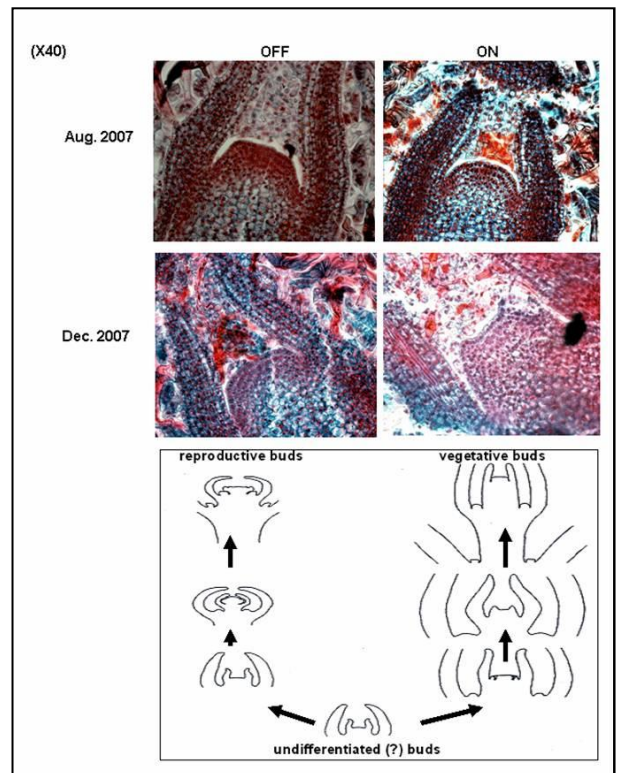 (X40) OFF ON
Aug. 2007
Dec. 2007
reproductive buds vegetative buds
undifferentiated (?) buds